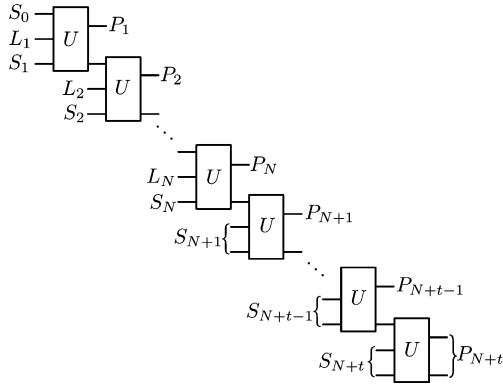 S_0
P_1
L_1 U
S_1
P_2
L_2 U
S_2
⋱
P_N
L_N U
S_N
P_{N+1}
S_{N+1} { U
⋱
P_{N+t-1}
S_{N+t-1} { U
S_{N+t} { U } P_{N+t}